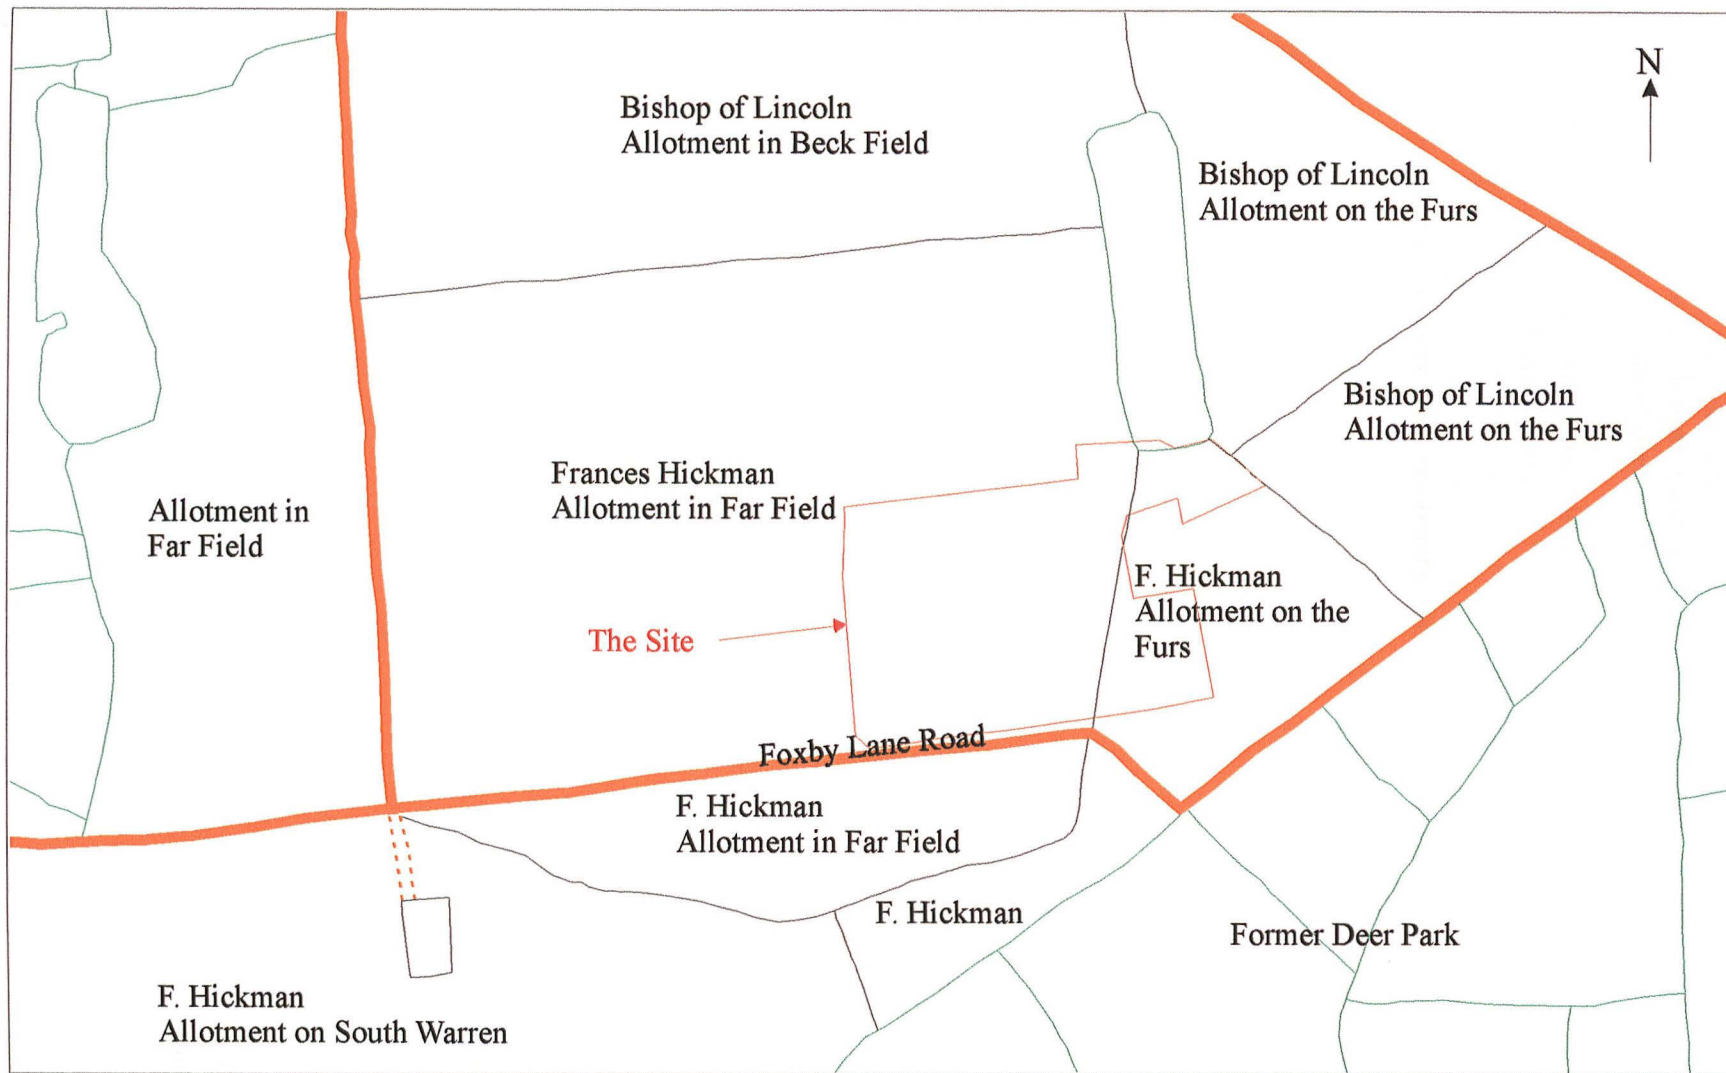 N
Bishop of Lincoln
Allotment in Beck Field
Bishop of Lincoln
Allotment on the Furs
Bishop of Lincoln
Allotment on the Furs
Frances Hickman
Allotment in Far Field
Allotment in
Far Field
F. Hickman
Allotment on the
Furs
The Site
Foxby Lane Road
F. Hickman
Allotment in Far Field
F. Hickman
Former Deer Park
F. Hickman
Allotment on South Warren